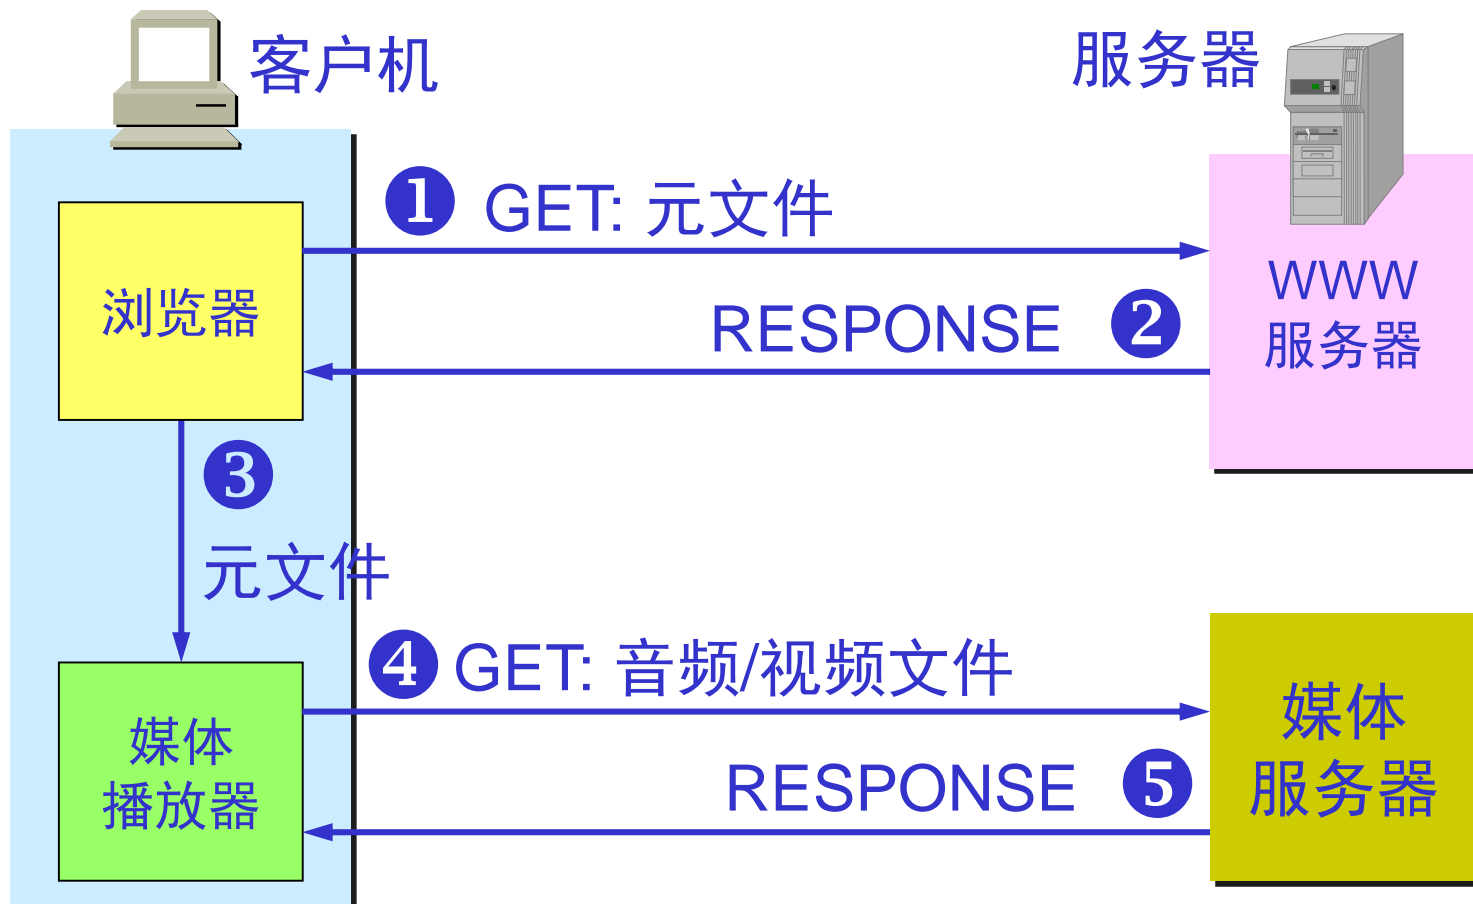 客户机
服务器
❶ GET: 元文件
浏览器
WWW
服务器
RESPONSE ❷
❸
元文件
❹ GET: 音频/视频文件
媒体
播放器
媒体
服务器
RESPONSE ❺